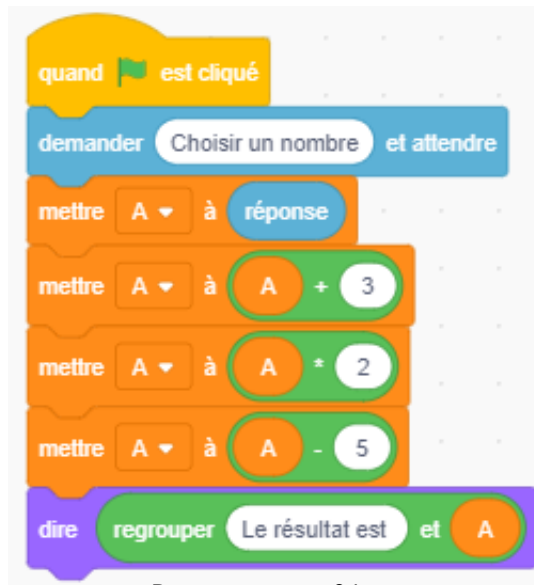 quand est cliqué
demander Choisir un nombre et attendre
mettre A à réponse
mettre A à A + 3
mettre A à A * 2
mettre A à A - 5
dire regrouper Le résultat est et A